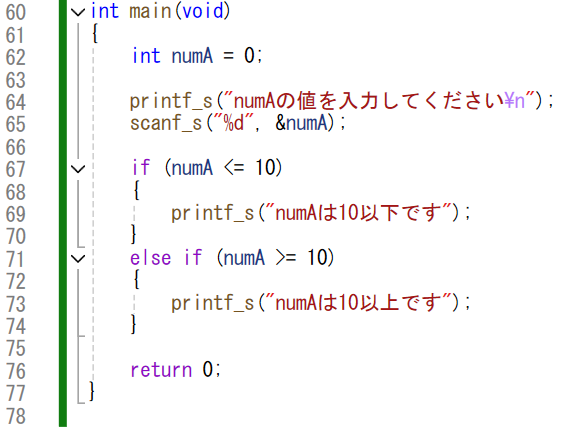 60 int main(void)
61 {
62 int numA = 0;
63
64 printf_s("numAの値を入力してください¥n");
65 scanf_s("%d", &numA);
66
67 if (numA <= 10)
68 {
69 printf_s("numAは10以下です");
70 }
71 else if (numA >= 10)
72 {
73 printf_s("numAは10以上です");
74 }
75
76 return 0;
77 }
78